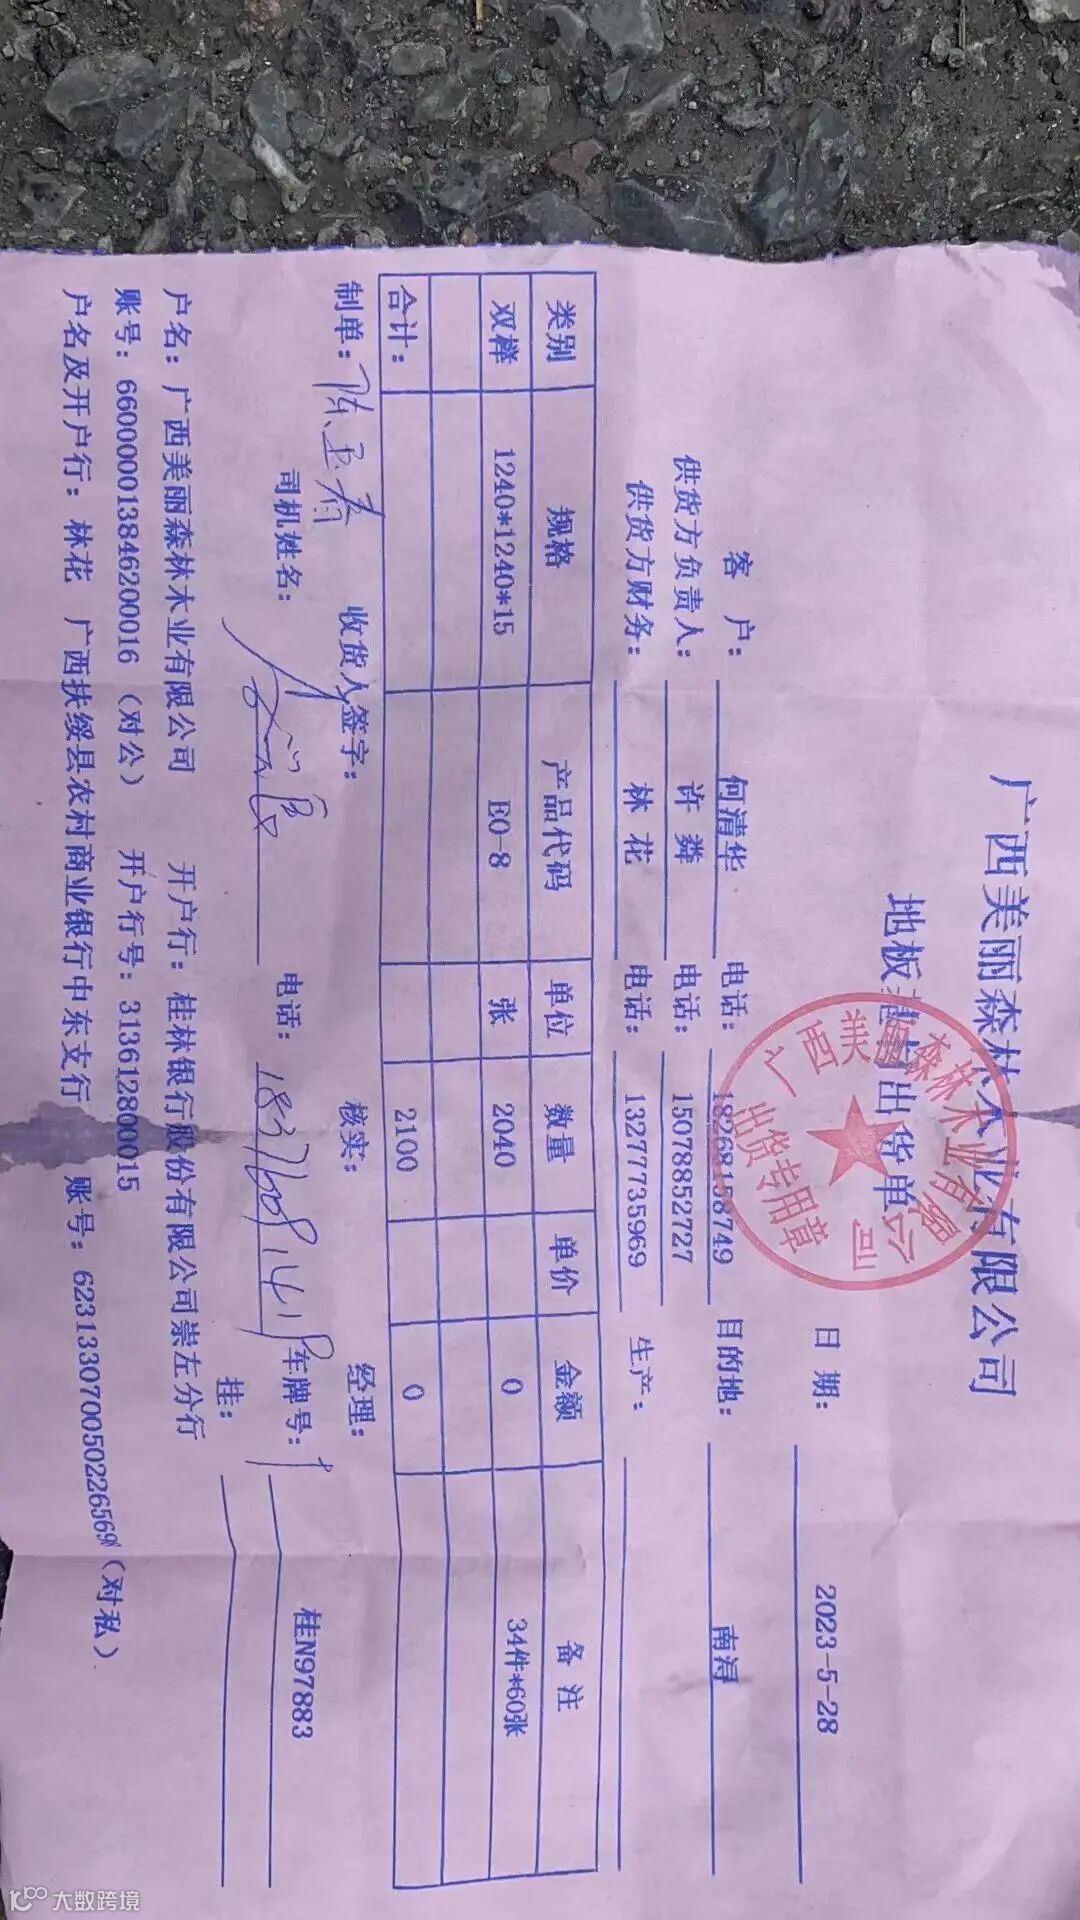 广西美丽森林木业有限公司
地板基出货单
日 期： 2023-5-28
客 户： 何清华 电话： 18268158749 目的地： 南浔
供货方负责人： 许 粦 电话： 15078852727
供货方财务： 林 花 电话： 13277735969 生产：
类别 规格 产品代码 单位 数量 单价 金额 备 注
双样 1240*1240*15 E0-8 张 2040 0 34件*60张
合计： 2100 0
制单： 收货人签字： 核实： 经理：
司机姓名： 电话： 车牌号： 桂N97883
挂：
户名：广西美丽森林木业有限公司 开户行：桂林银行股份有限公司崇左分行
账号：66000013846200016（对公） 开户行号：313612800015
户名及开户行：林花 广西扶绥县农村商业银行中东支行 账号：（对私）
广西美丽森林木业有限公司
出货专用章
大数跨境